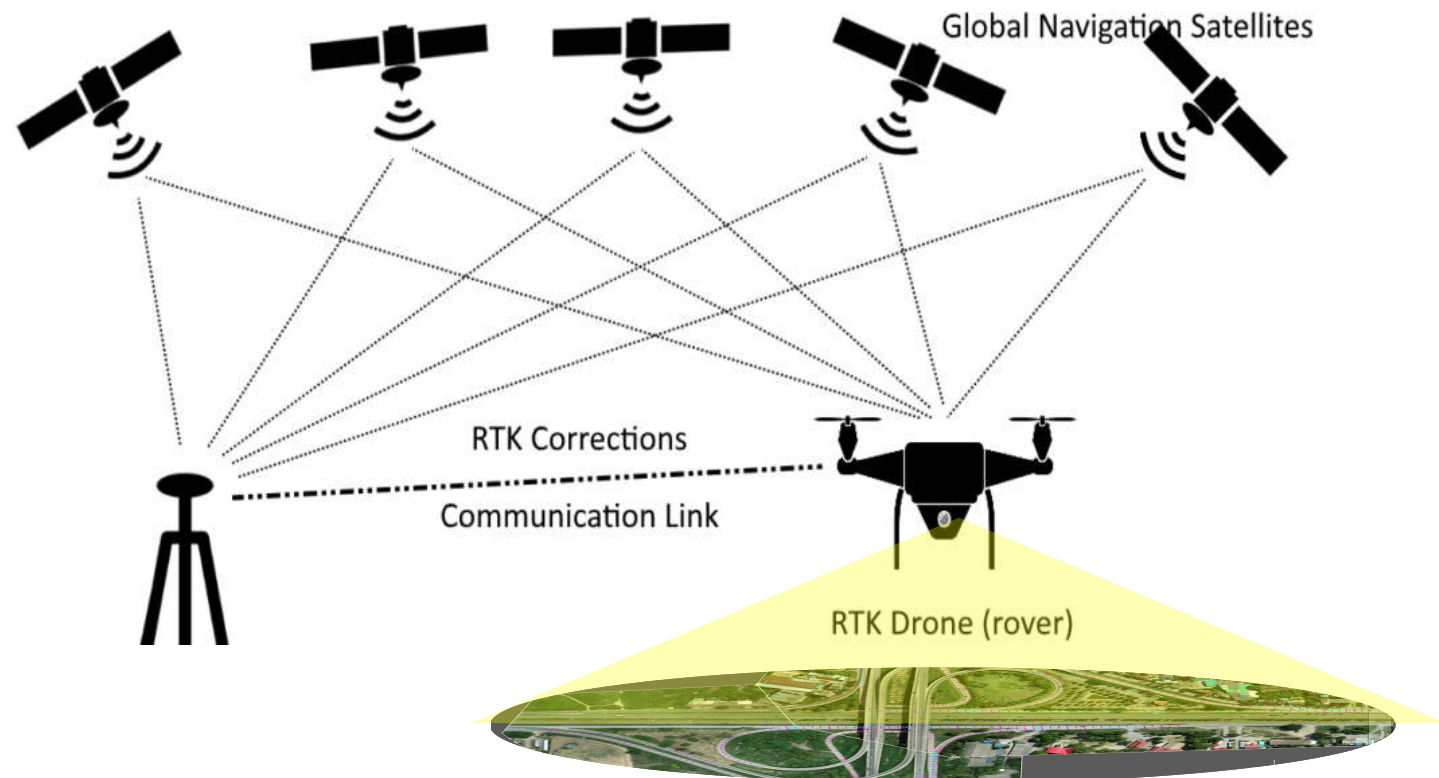 Global Navigation Satellites
RTK Corrections
Communication Link
RTK Drone (rover)